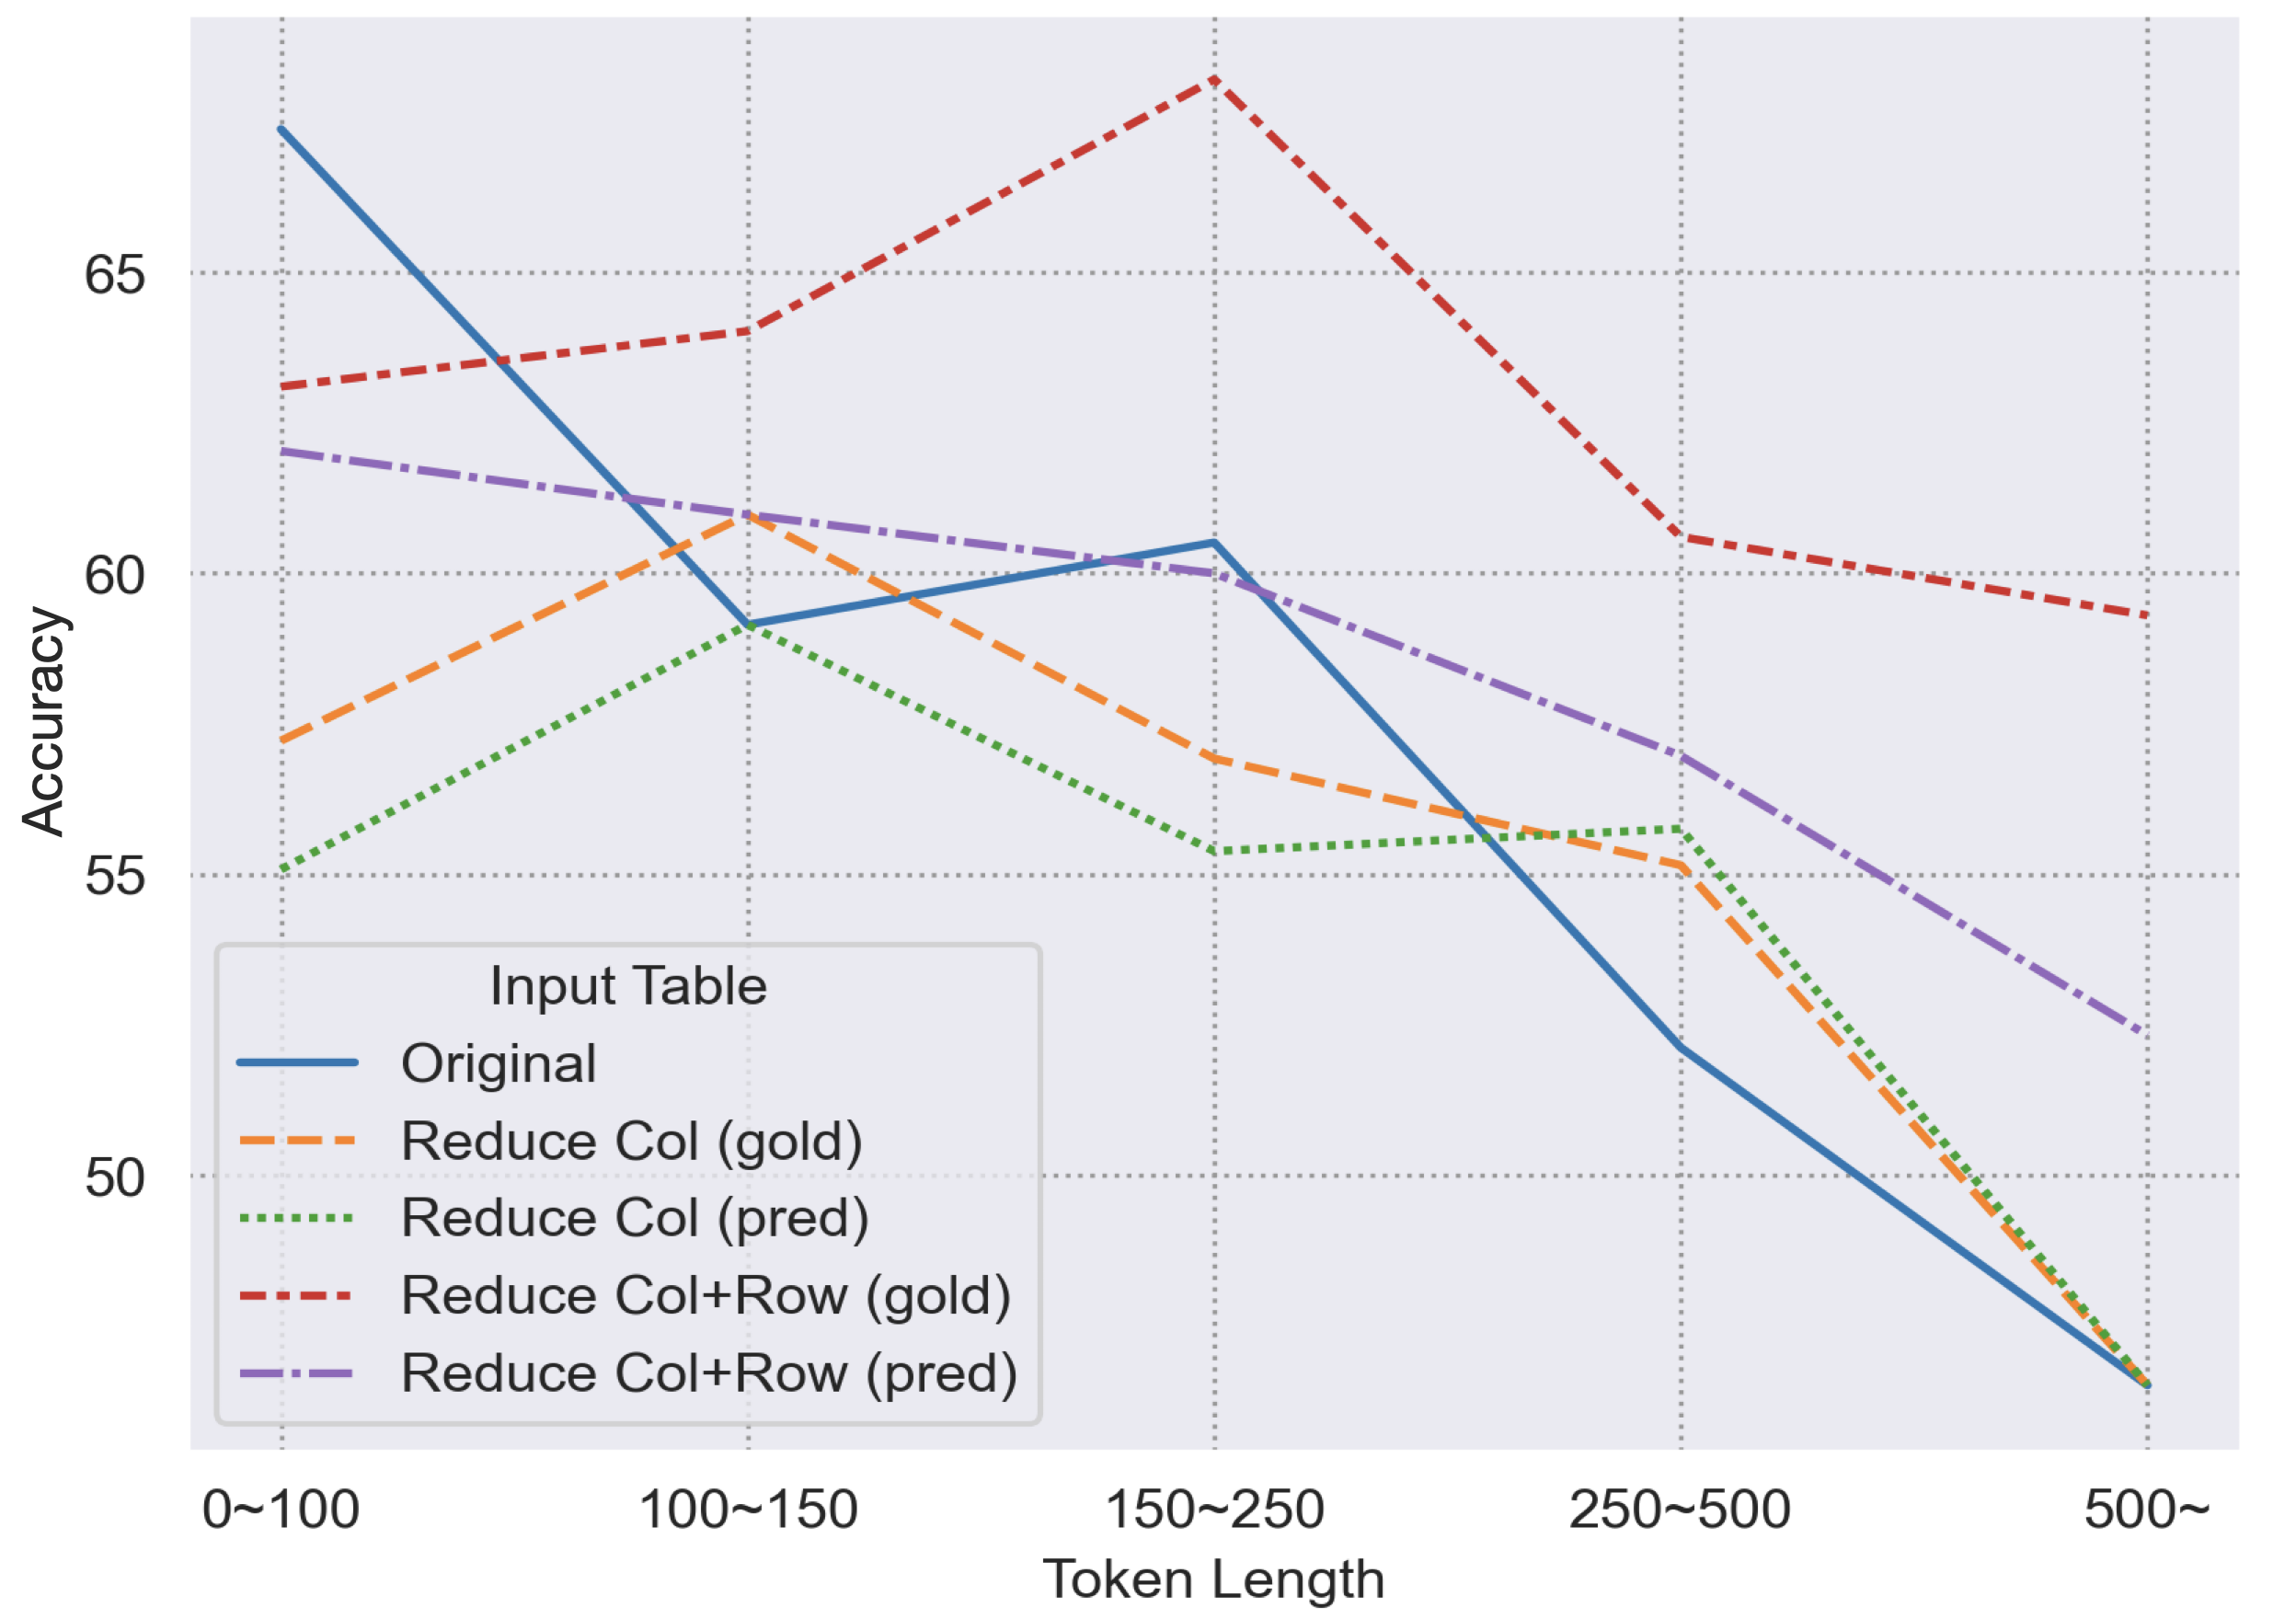 Accuracy
65
60
55
50
Input Table
Original
Reduce Col (gold)
Reduce Col (pred)
Reduce Col+Row (gold)
Reduce Col+Row (pred)
0~100 100~150 150~250 250~500 500~
Token Length